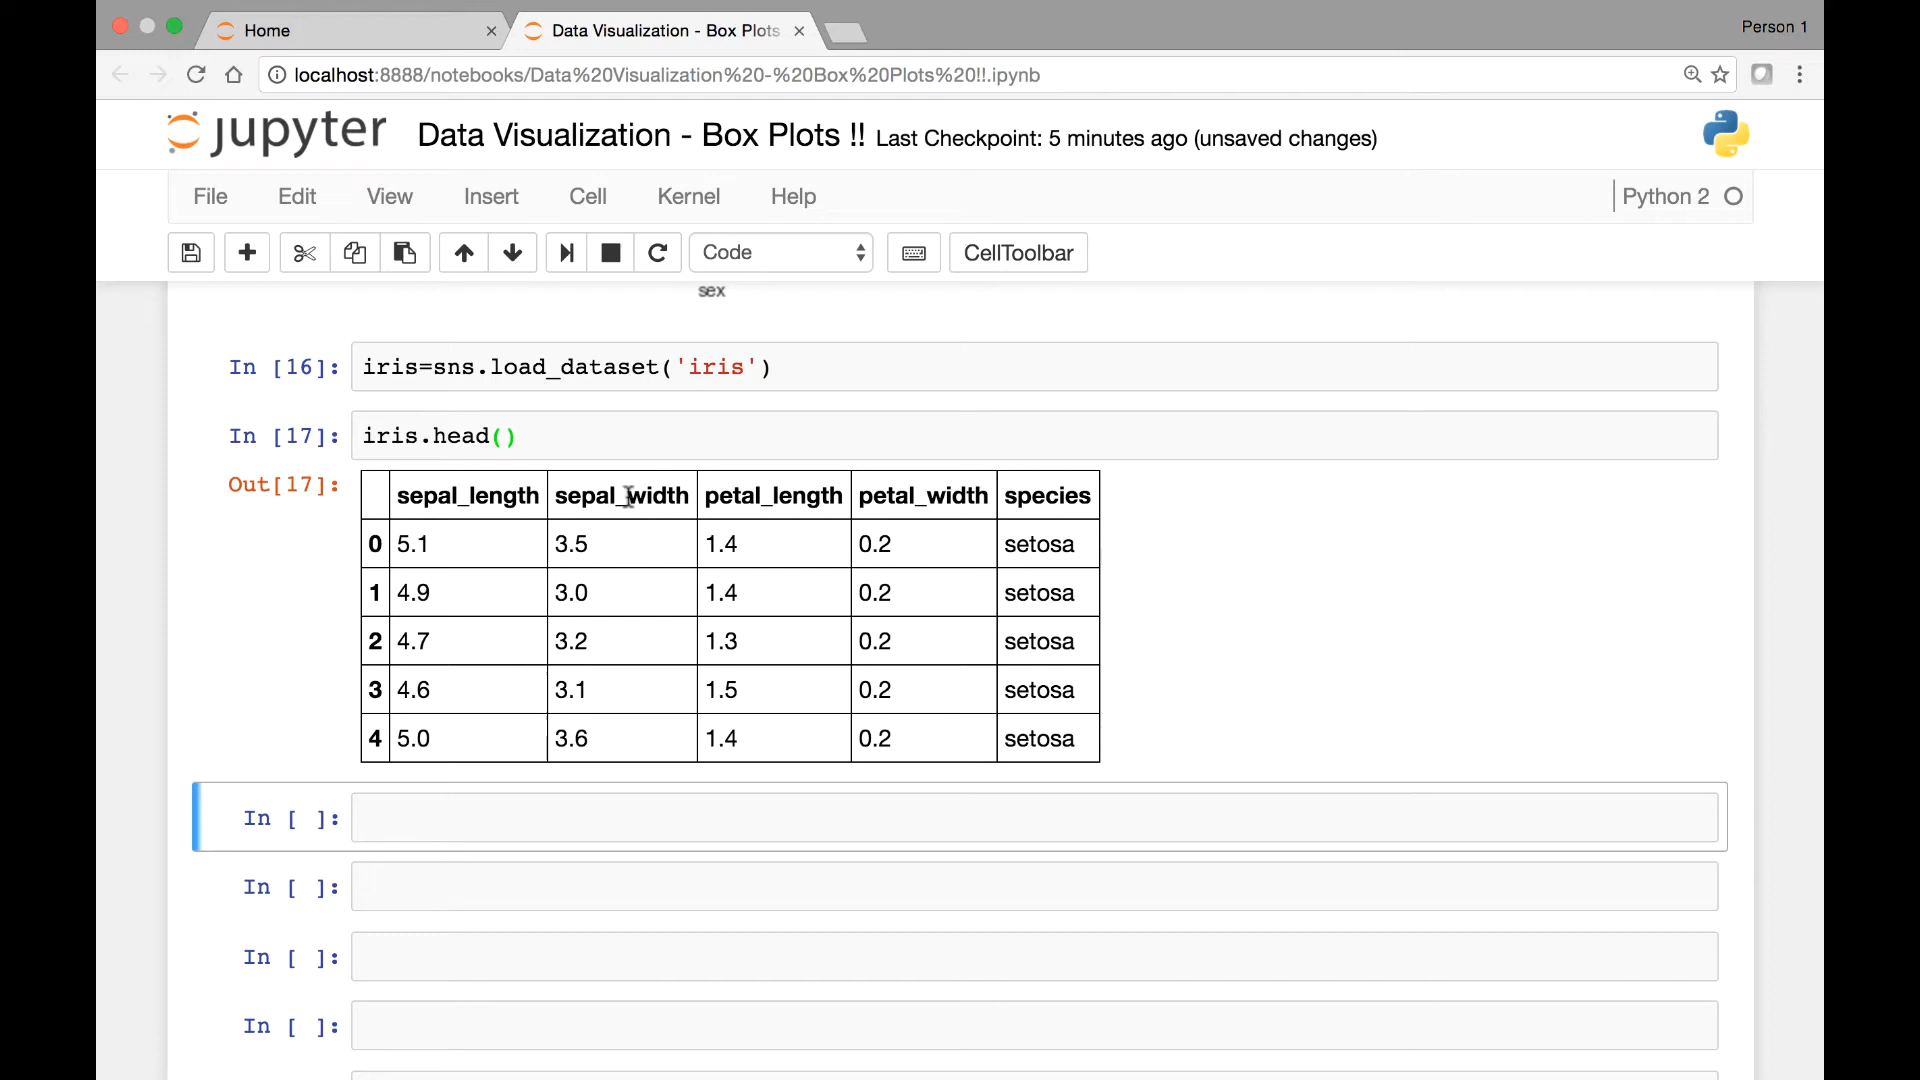 Home
Data Visualization - Box Plots
Person 1
localhost:8888/notebooks/Data%20Visualization%20-%20Box%20Plots%20!!.ipynb
jupyter Data Visualization - Box Plots !! Last Checkpoint: 5 minutes ago (unsaved changes)
File Edit View Insert Cell Kernel Help Python 2
Code CellToolbar
sex
In [16]: iris=sns.load_dataset('iris')
In [17]: iris.head()
Out[17]:
sepal_length sepal_width petal_length petal_width species
0 5.1 3.5 1.4 0.2 setosa
1 4.9 3.0 1.4 0.2 setosa
2 4.7 3.2 1.3 0.2 setosa
3 4.6 3.1 1.5 0.2 setosa
4 5.0 3.6 1.4 0.2 setosa
In [ ]:
In [ ]:
In [ ]:
In [ ]: